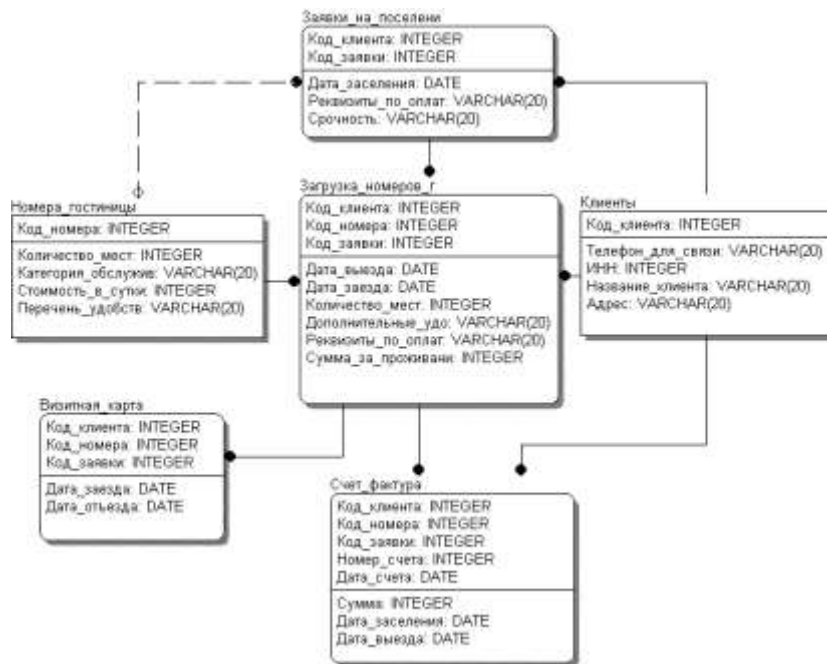 Заявки_на_поселени
Код_клиента: INTEGER
Код_заявки: INTEGER
Дата_заселения: DATE
Реквизиты_по_оплат: VARCHAR(20)
Срочность: VARCHAR(20)
Загрузка_номеров_г
Код_клиента: INTEGER
Код_номера: INTEGER
Код_заявки: INTEGER
Дата_выезда: DATE
Дата_заезда: DATE
Количество_мест: INTEGER
Дополнительные_удо: VARCHAR(20)
Реквизиты_по_оплат: VARCHAR(20)
Сумма_за_проживани: INTEGER
Номера_гостиницы
Код_номера: INTEGER
Количество_мест: INTEGER
Категория_обслужив: VARCHAR(20)
Стоимость_в_сутки: INTEGER
Перечень_удобств: VARCHAR(20)
Клиенты
Код_клиента: INTEGER
Телефон_для_связи: VARCHAR(20)
ИНН: INTEGER
Название_клиента: VARCHAR(20)
Адрес: VARCHAR(20)
Визитная_карта
Код_клиента: INTEGER
Код_номера: INTEGER
Код_заявки: INTEGER
Дата_заезда: DATE
Дата_отьезда: DATE
Счет_фактура
Код_клиента: INTEGER
Код_номера: INTEGER
Код_заявки: INTEGER
Номер_счета: INTEGER
Дата_счета: DATE
Сумма: INTEGER
Дата_заселения: DATE
Дата_выезда: DATE